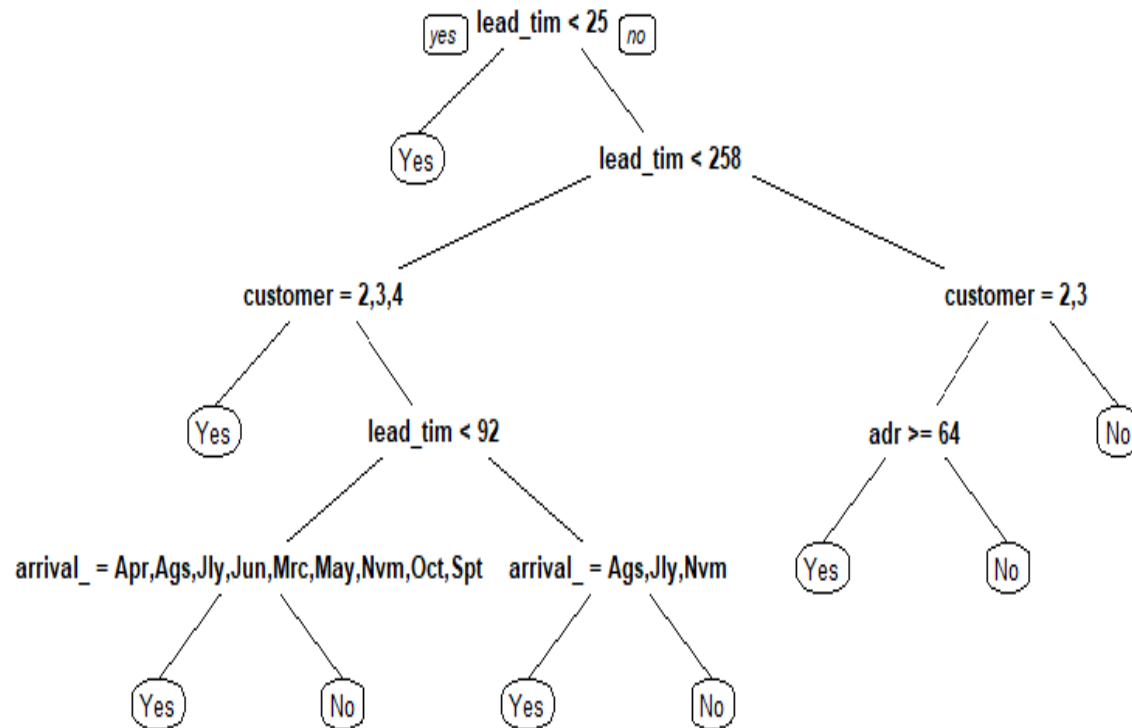 yes lead_tim < 25 no
Yes lead_tim < 258
customer = 2,3,4 customer = 2,3
Yes lead_tim < 92 adr >= 64 No
arrival_ = Apr,Ags,Jly,Jun,Mrc,May,Nvm,Oct,Spt arrival_ = Ags,Jly,Nvm Yes No
Yes No Yes No